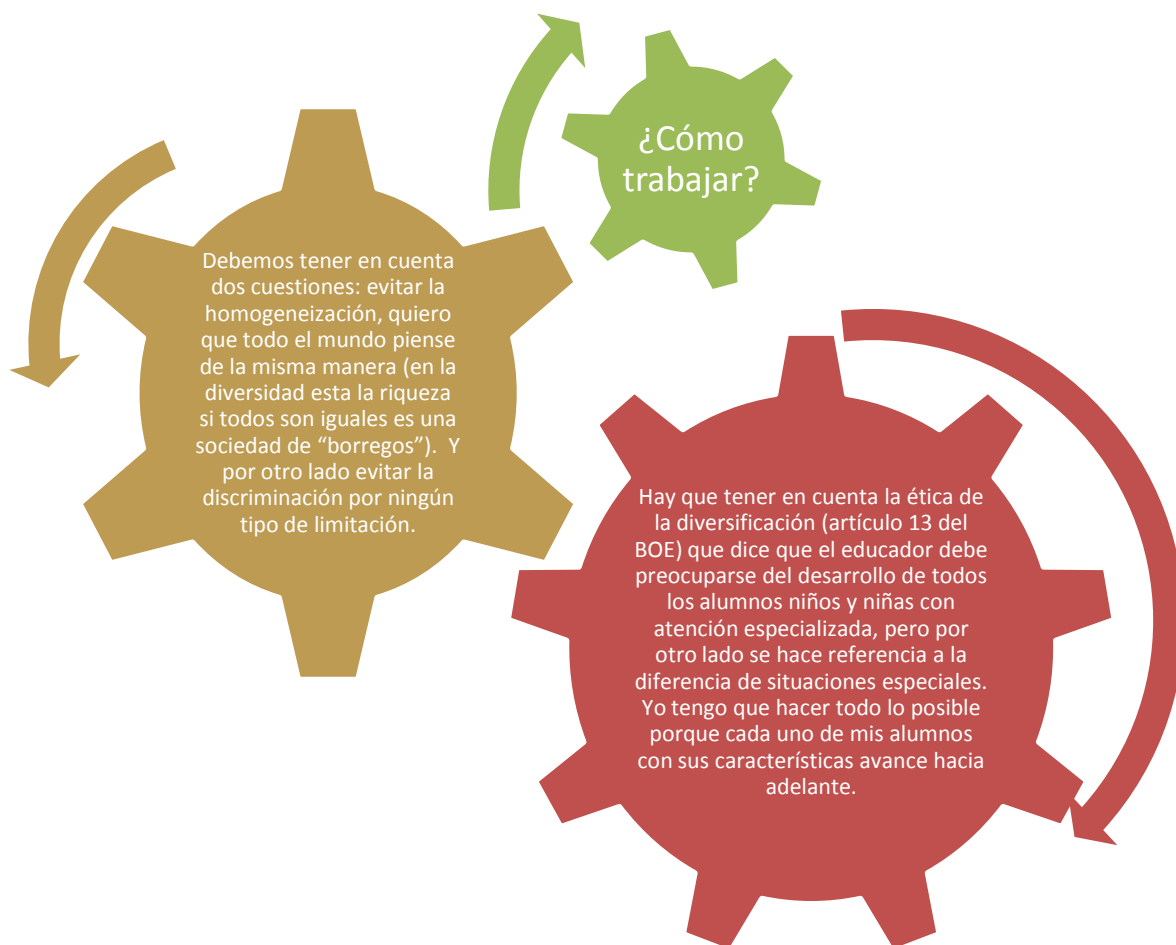 ¿Cómo
trabajar?
Debemos tener en cuenta
dos cuestiones: evitar la
homogeneización, quiero
que todo el mundo piense
de la misma manera (en la
diversidad esta la riqueza
si todos son iguales es una
sociedad de “borregos”). Y
por otro lado evitar la
discriminación por ningún
tipo de limitación.
Hay que tener en cuenta la ética de
la diversificación (artículo 13 del
BOE) que dice que el educador debe
preocuparse del desarrollo de todos
los alumnos niños y niñas con
atención especializada, pero por
otro lado se hace referencia a la
diferencia de situaciones especiales.
Yo tengo que hacer todo lo posible
porque cada uno de mis alumnos
con sus características avance hacia
adelante.